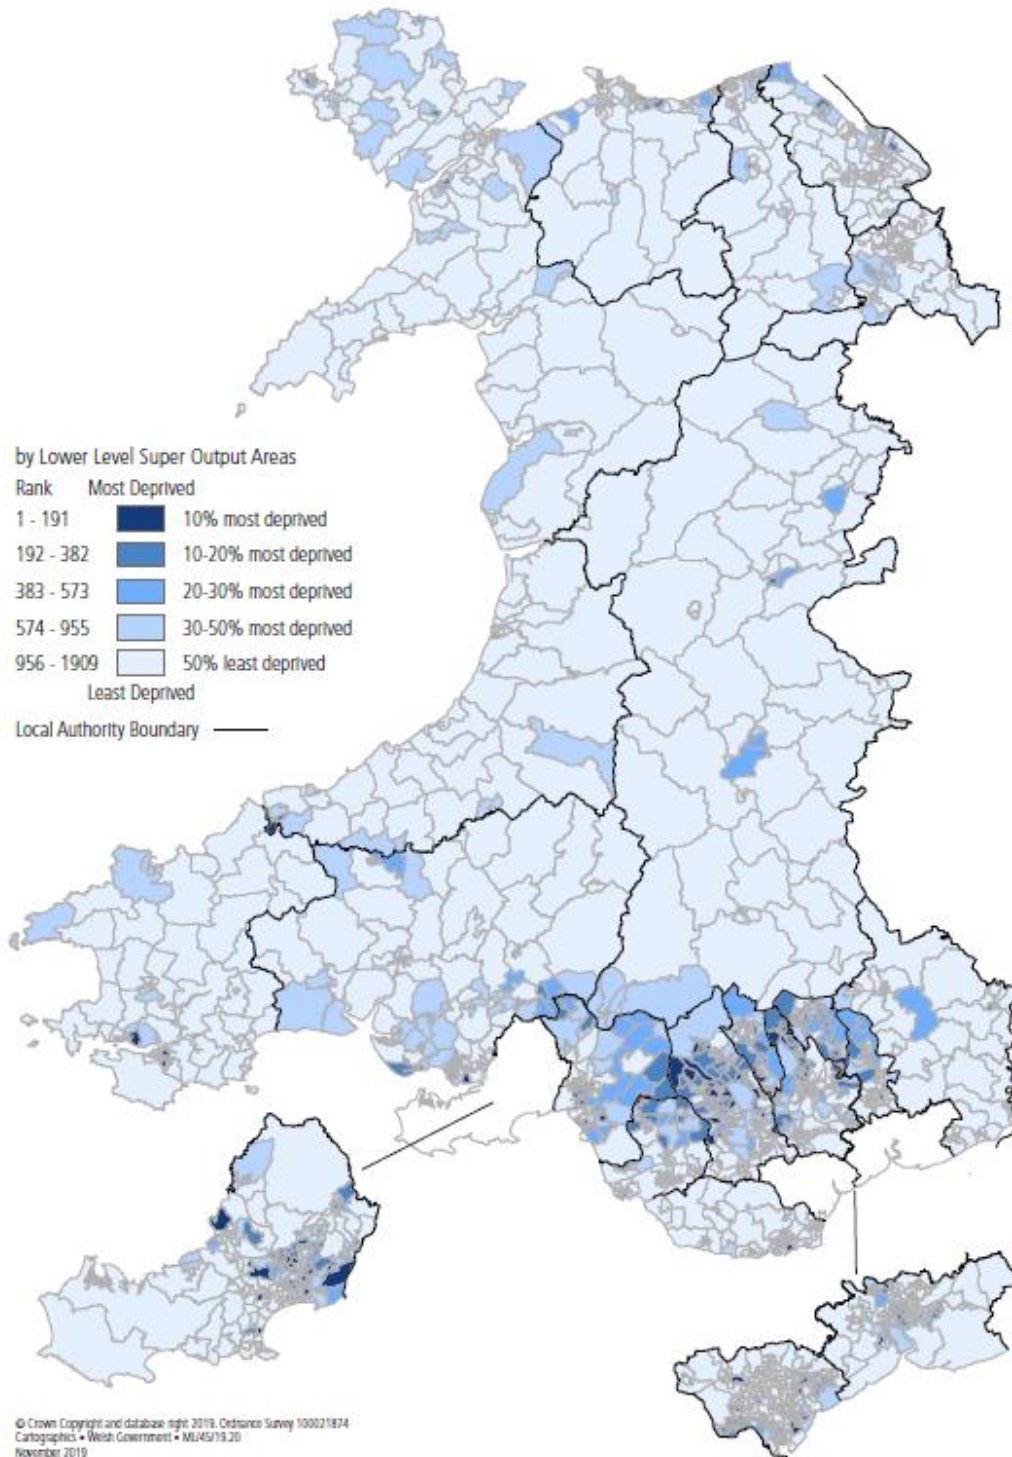 by Lower Level Super Output Areas
Rank Most Deprived
1 - 191 10% most deprived
192 - 382 10-20% most deprived
383 - 573 20-30% most deprived
574 - 955 30-50% most deprived
956 - 1909 50% least deprived
Least Deprived
Local Authority Boundary
© Crown Copyright and database right 2019. Ordnance Survey 100021874
Cartographics • Welsh Government • ML/45/19.20
November 2019